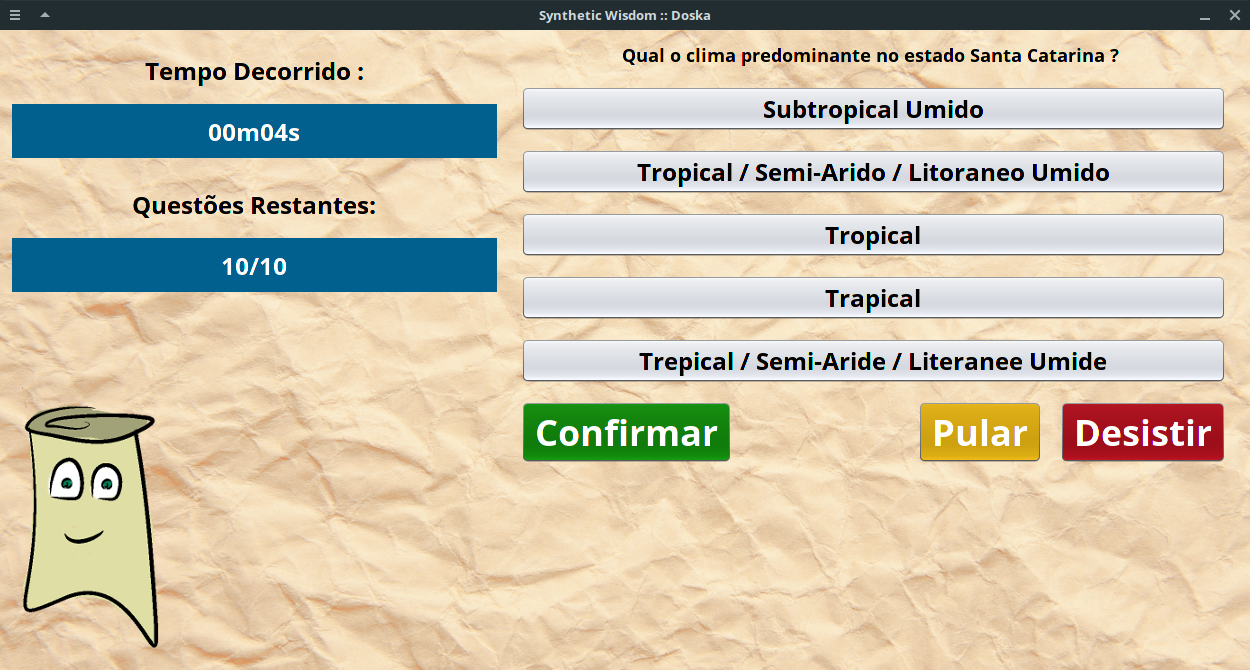 Synthetic Wisdom :: Doska
Tempo Decorrido :
00m04s
Questões Restantes:
10/10
Qual o clima predominante no estado Santa Catarina ?
Subtropical Umido
Tropical / Semi-Arido / Litoraneo Umido
Tropical
Trapical
Trepical / Semi-Aride / Literanee Umide
Confirmar
Pular
Desistir